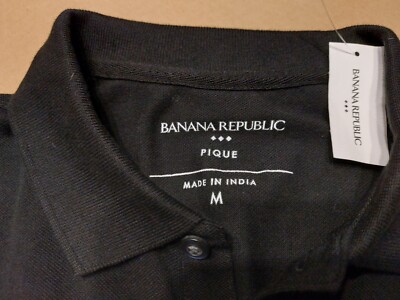 BANANA REPUBLIC
PIQUE
MADE IN INDIA
M
BANANA REPUBLIC